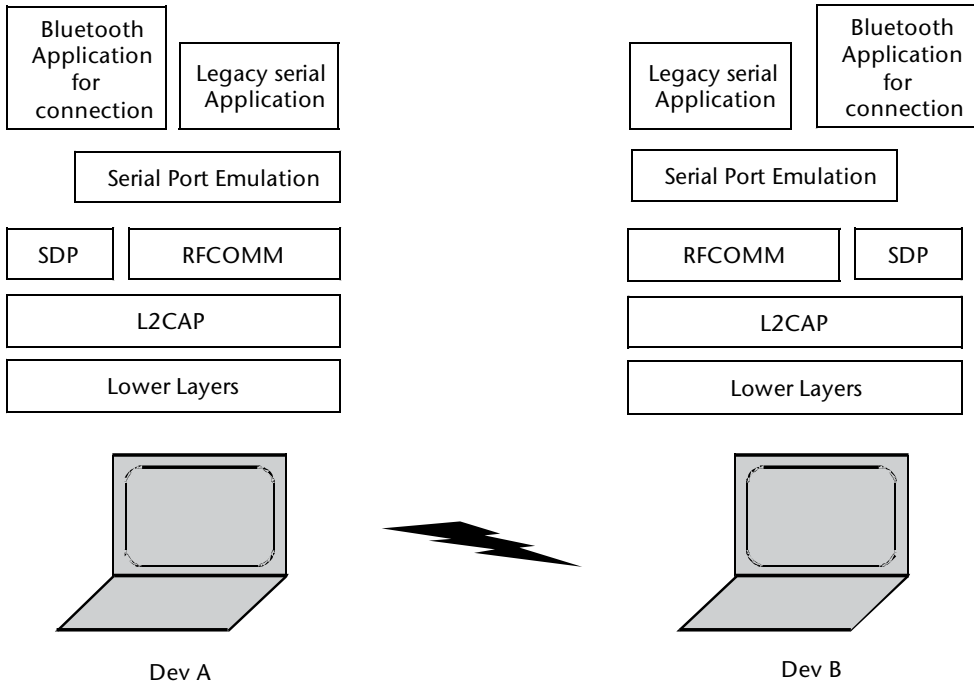 Bluetooth
Application
for
connection
Legacy serial
Application
Serial Port Emulation
SDP
RFCOMM
L2CAP
Lower Layers
Dev A
Legacy serial
Application
Bluetooth
Application
for
connection
Serial Port Emulation
RFCOMM
SDP
L2CAP
Lower Layers
Dev B